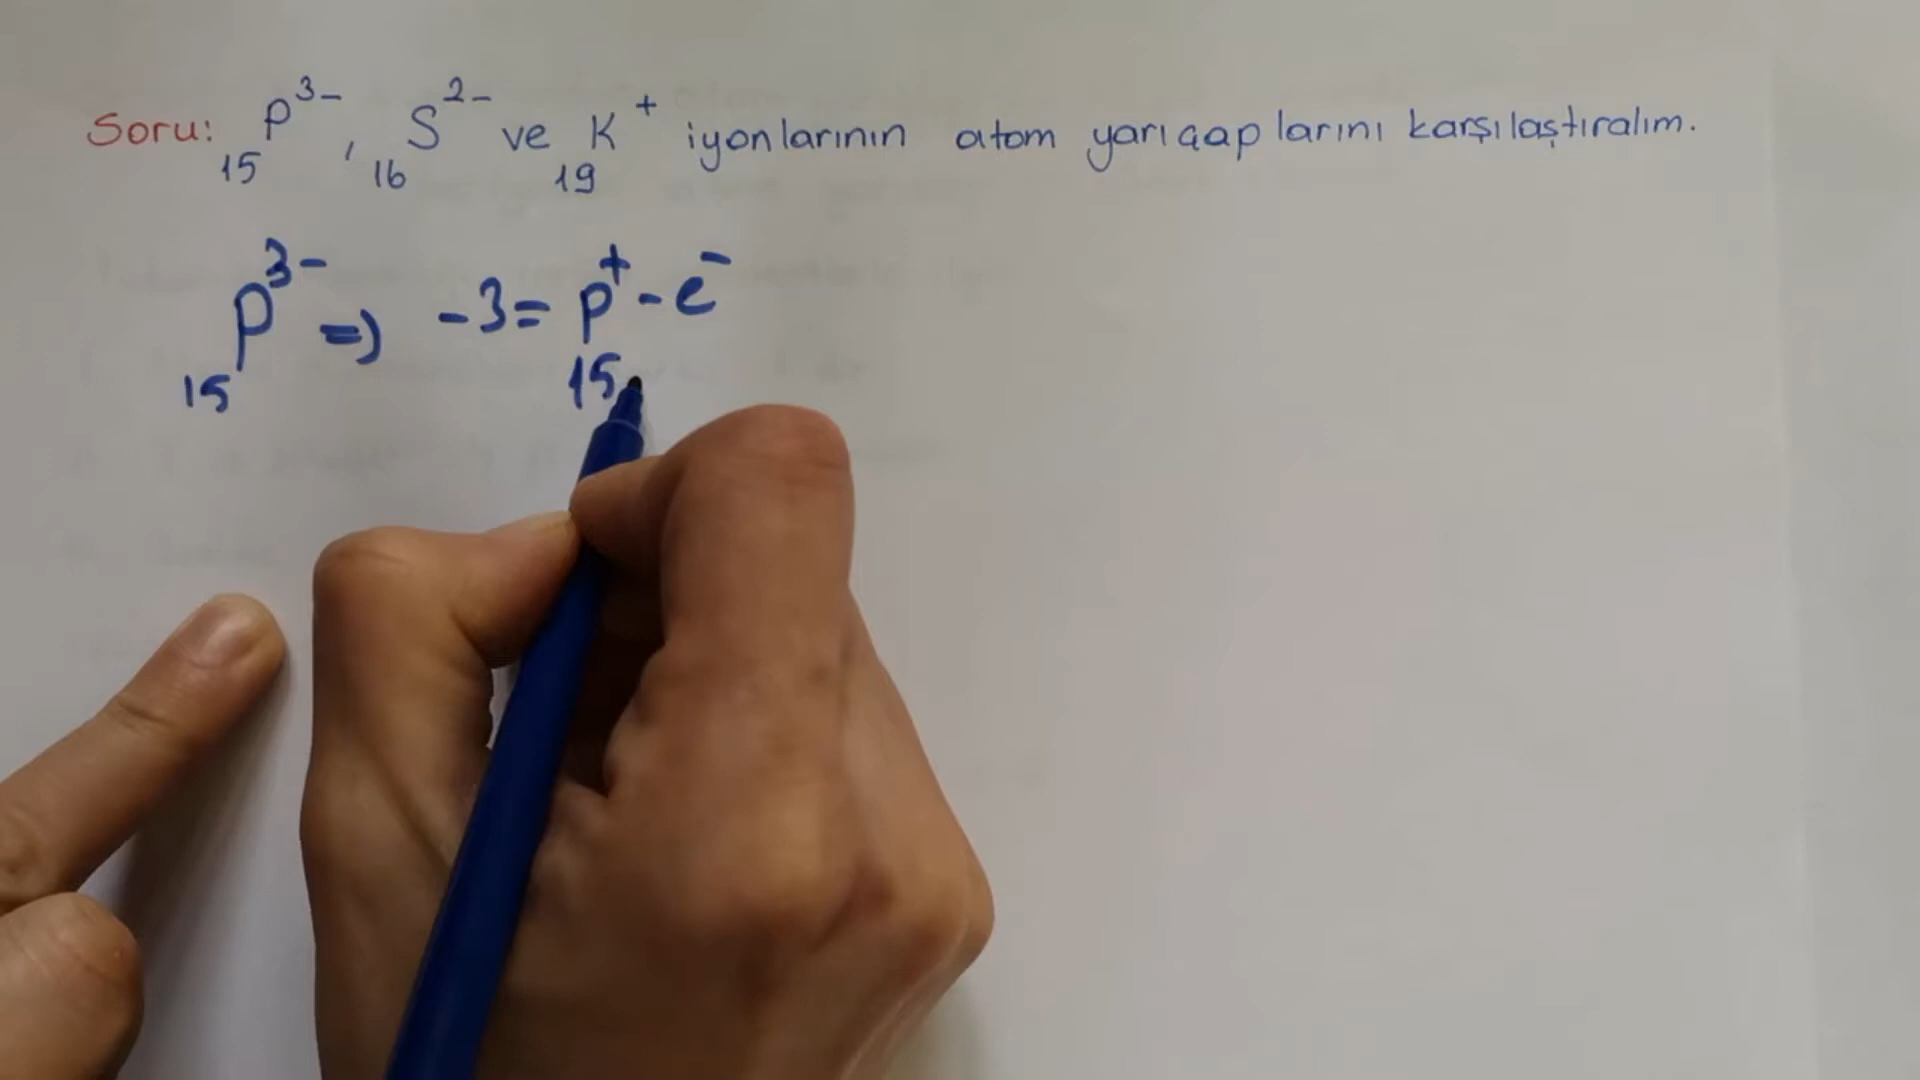 Soru: ₁₅P³⁻, ₁₆S²⁻ ve ₁₉K⁺ iyonlarının atom yarıçaplarını karşılaştıralım.
₁₅P³⁻ => -3 = p⁺ - e⁻
15